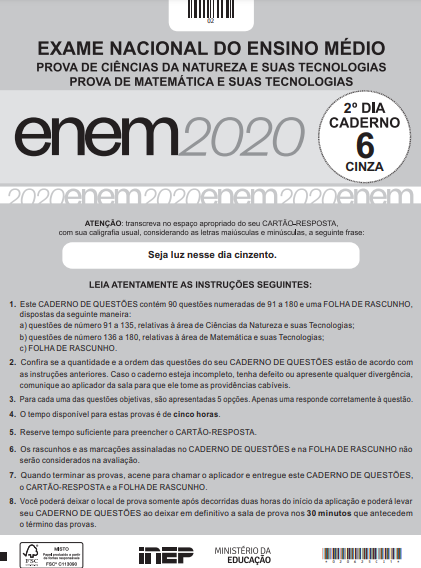 02
EXAME NACIONAL DO ENSINO MÉDIO
PROVA DE CIÊNCIAS DA NATUREZA E SUAS TECNOLOGIAS
PROVA DE MATEMÁTICA E SUAS TECNOLOGIAS
enem2020
2º DIA
CADERNO
6
CINZA
2020enem2020enem2020enem
ATENÇÃO: transcreva no espaço apropriado do seu CARTÃO-RESPOSTA,
com sua caligrafia usual, considerando as letras maiúsculas e minúsculas, a seguinte frase:
Seja luz nesse dia cinzento.
LEIA ATENTAMENTE AS INSTRUÇÕES SEGUINTES:
1. Este CADERNO DE QUESTÕES contém 90 questões numeradas de 91 a 180 e uma FOLHA DE RASCUNHO,
dispostas da seguinte maneira:
a) questões de número 91 a 135, relativas à área de Ciências da Natureza e suas Tecnologias;
b) questões de número 136 a 180, relativas à área de Matemática e suas Tecnologias;
c) FOLHA DE RASCUNHO.
2. Confira se a quantidade e a ordem das questões do seu CADERNO DE QUESTÕES estão de acordo com
as instruções anteriores. Caso o caderno esteja incompleto, tenha defeito ou apresente qualquer divergência,
comunique ao aplicador da sala para que ele tome as providências cabíveis.
3. Para cada uma das questões objetivas, são apresentadas 5 opções. Apenas uma responde corretamente à questão.
4. O tempo disponível para estas provas é de cinco horas.
5. Reserve tempo suficiente para preencher o CARTÃO-RESPOSTA.
6. Os rascunhos e as marcações assinaladas no CADERNO DE QUESTÕES e na FOLHA DE RASCUNHO não
serão considerados na avaliação.
7. Quando terminar as provas, acene para chamar o aplicador e entregue este CADERNO DE QUESTÕES,
o CARTÃO-RESPOSTA e a FOLHA DE RASCUNHO.
8. Você poderá deixar o local de prova somente após decorridas duas horas do início da aplicação e poderá levar
seu CADERNO DE QUESTÕES ao deixar em definitivo a sala de prova nos 30 minutos que antecedem
o término das provas.
FSC
MISTO
Papel produzido a partir
de fontes responsáveis
FSC® C113000
INEP
MINISTÉRIO DA
EDUCAÇÃO